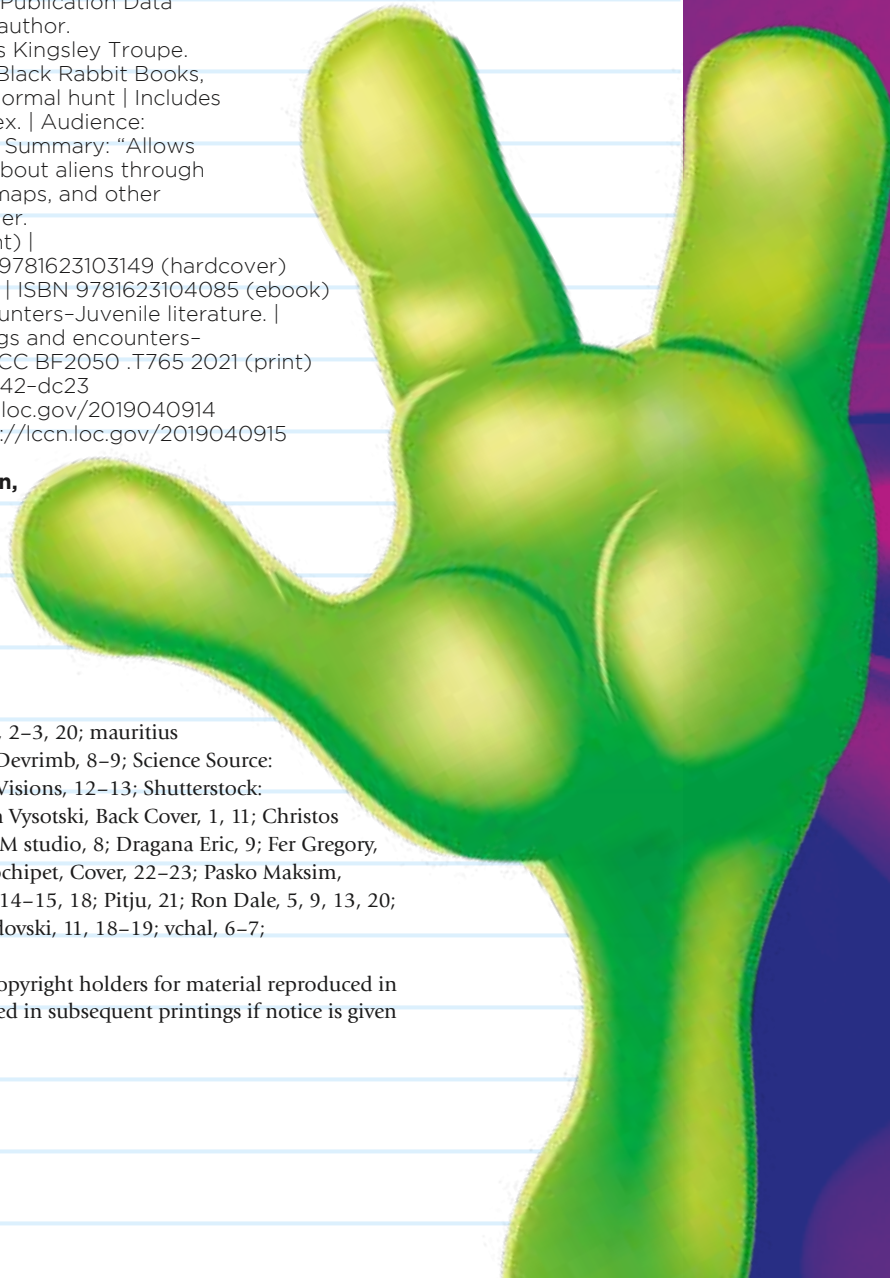 Publication Data
author.
s Kingsley Troupe.
Black Rabbit Books,
ormal hunt | Includes
ex. | Audience:
Summary: “Allows
bout aliens through
maps, and other
er.
nt) |
9781623103149 (hardcover)
| ISBN 9781623104085 (ebook)
unters–Juvenile literature. |
gs and encounters–
CC BF2050 .T765 2021 (print)
42–dc23
.loc.gov/2019040914
://lccn.loc.gov/2019040915
n,
, 2–3, 20; mauritius
Devrimb, 8–9; Science Source:
Visions, 12–13; Shutterstock:
n Vysotski, Back Cover, 1, 11; Christos
M studio, 8; Dragana Eric, 9; Fer Gregory,
ochipet, Cover, 22–23; Pasko Maksim,
14–15, 18; Pitju, 21; Ron Dale, 5, 9, 13, 20;
dovski, 11, 18–19; vchal, 6–7;
opyright holders for material reproduced in
ed in subsequent printings if notice is given